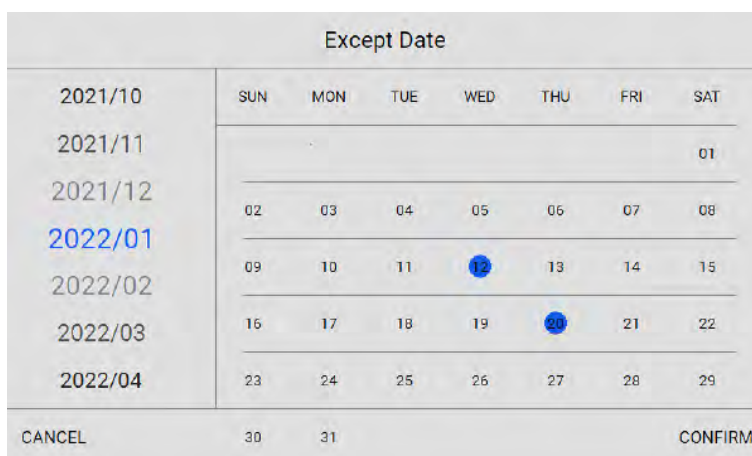 Except Date
2021/10
2021/11
2021/12
2022/01
2022/02
2022/03
2022/04
SUN MON TUE WED THU FRI SAT
01
02 03 04 05 06 07 08
09 10 11 12 13 14 15
16 17 18 19 20 21 22
23 24 25 26 27 28 29
30 31
CANCEL
CONFIRM